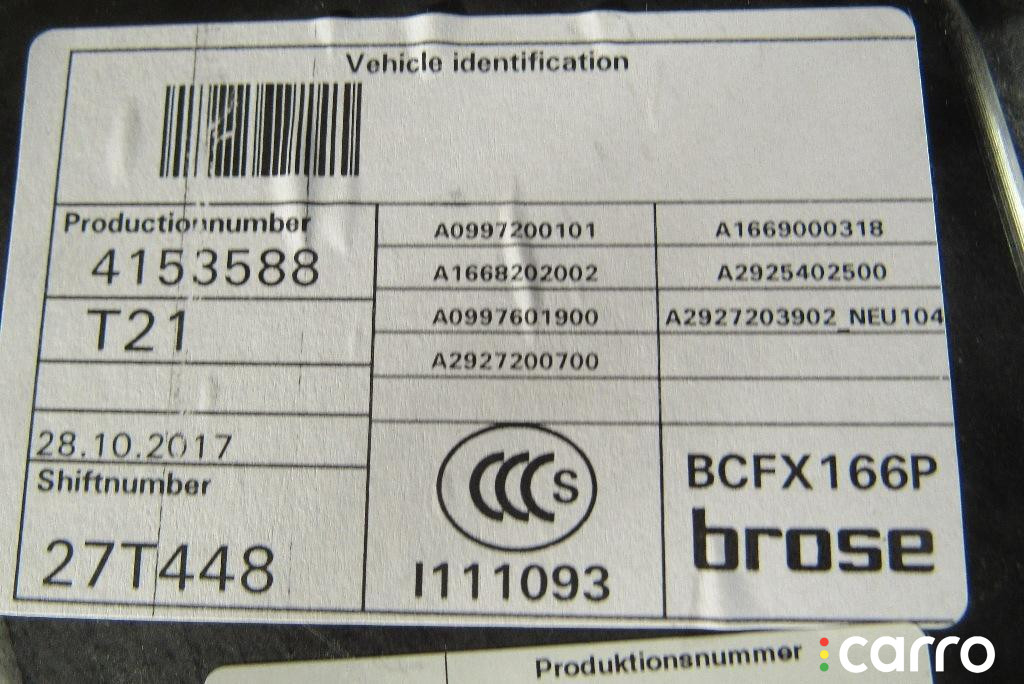 Vehicle identification
Productionnumber
4153588
T21
28.10.2017
Shiftnumber
27T448
A0997200101
A1668202002
A0997601900
A2927200700
CCC S
I111093
A1669000318
A2925402500
A2927203902_NEU104
BCFX166P
brose
Produktionsnummer
carro